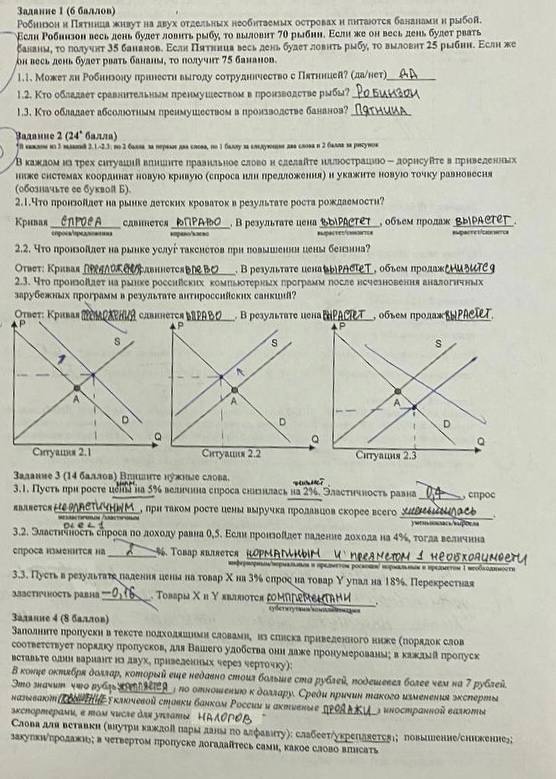 Задание 1 (6 баллов)
Робинзон и Пятница живут на двух отдельных необитаемых островах и питаются бананами и рыбой.
Если Робинзон весь день будет ловить рыбу, то выловит 70 рыбин. Если же он весь день будет рвать
бананы, то получит 35 бананов. Если Пятница весь день будет ловить рыбу, то выловит 25 рыбин. Если же
он весь день будет рвать бананы, то получит 75 бананов.
1.1. Может ли Робинзону принести выгоду сотрудничество с Пятницей? (да/нет) ДА
1.2. Кто обладает сравнительным преимуществом в производстве рыбы? РОБИНЗОН
1.3. Кто обладает абсолютным преимуществом в производстве бананов? ПЯТНИЦА
Задание 2 (24* балла)
*В каждом из 3 заданий 2.1.-2.3: по 2 балла за первые два слова, по 1 баллу за следующие два слова и 2 балла за рисунок
В каждом из трех ситуаций впишите правильное слово и сделайте иллюстрацию – дорисуйте в приведенных
ниже системах координат новую кривую (спроса или предложения) и укажите новую точку равновесия
(обозначьте ее буквой Б).
2.1.Что произойдет на рынке детских кроваток в результате роста рождаемости?
Кривая СПРОСА сдвинется ВПРАВО. В результате цена ВЫРАСТЕТ, объем продаж ВЫРАСТЕТ.
спроса/предложения вправо/влево вырастет/снизится вырастет/снизится
2.2. Что произойдет на рынке услуг таксистов при повышении цены бензина?
Ответ: Кривая ПРЕДЛОЖЕНИЯ сдвинется ВЛЕВО. В результате цена ВЫРАСТЕТ, объем продаж СНИЗИТСЯ
2.3. Что произойдет на рынке российских компьютерных программ после исчезновения аналогичных
зарубежных программ в результате антироссийских санкций?
Ответ: Кривая ПРЕДЛОЖЕНИЯ сдвинется ВПРАВО. В результате цена ВЫРАСТЕТ, объем продаж ВЫРАСТЕТ.
P S A D Q
P S A D Q
P S A D Q
Ситуация 2.1 Ситуация 2.2 Ситуация 2.3
Задание 3 (14 баллов) Впишите нужные слова.
3.1. Пусть при росте цены на 5% величина спроса снизилась на 2%. Эластичность равна 0,4, спрос
является НЕЭЛАСТИЧНЫМ, при таком росте цены выручка продавцов скорее всего уменьшилась.
неэластичным/эластичным уменьшилась/выросла
3.2. Эластичность спроса по доходу равна 0,5. Если произойдет падение дохода на 4%, тогда величина
спроса изменится на 2 %. Товар является НОРМАЛЬНЫМ И ПРЕДМЕТОМ 1 НЕОБХОДИМОСТИ
3.3. Пусть в результате падения цены на товар X на 3% спрос на товар Y упал на 18%. Перекрестная
эластичность равна -0,16. Товары X и Y являются КОМПЛЕМЕНТАМИ.
Задание 4 (8 баллов)
Заполните пропуски в тексте подходящими словами, из списка приведенного ниже (порядок слов
соответствует порядку пропусков, для Вашего удобства они даже пронумерованы; в каждый пропуск
вставьте один вариант из двух, приведенных через черточку):
В конце октября доллар, который еще недавно стоил больше ста рублей, подешевел более чем на 7 рублей.
Это значит что рубль 1 по отношению к доллару. Среди причин такого изменения эксперты
называют ПОВЫШЕНИЕ2 ключевой ставки банком России и активные ПРОДАЖИ3 иностранной валюты
экспортерами, в том числе для уплаты НАЛОГОВ
Слова для вставки (внутри каждой пары даны по алфавиту): слабеет/укрепляется1; повышение/снижение2;
закупки/продажи3; в четвертом пропуске догадайтесь сами, какое слово вписать